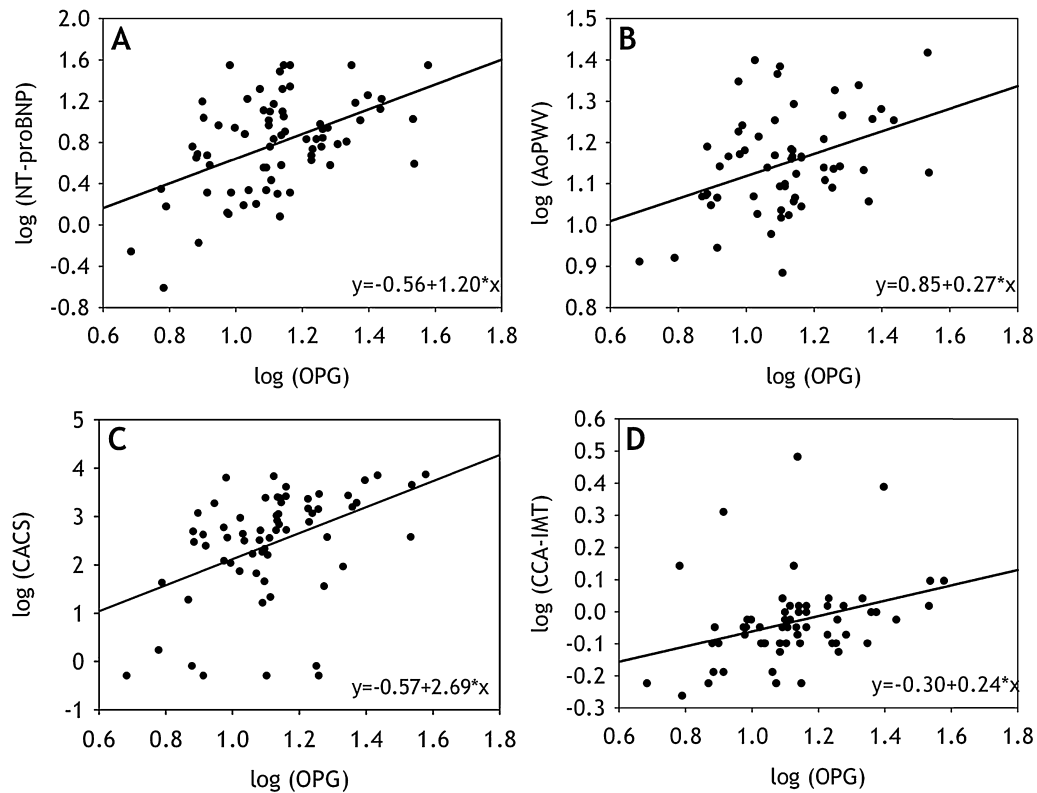 A
log (NT-proBNP)
2.0
1.6
1.2
0.8
0.4
0.0
-0.4
-0.8
y=-0.56+1.20*x
0.6 0.8 1.0 1.2 1.4 1.6 1.8
log (OPG)
B
log (AoPWV)
1.5
1.4
1.3
1.2
1.1
1.0
0.9
0.8
y=0.85+0.27*x
0.6 0.8 1.0 1.2 1.4 1.6 1.8
log (OPG)
C
log (CACS)
5
4
3
2
1
0
-1
y=-0.57+2.69*x
0.6 0.8 1.0 1.2 1.4 1.6 1.8
log (OPG)
D
log (CCA-IMT)
0.6
0.5
0.4
0.3
0.2
0.1
0.0
-0.1
-0.2
-0.3
y=-0.30+0.24*x
0.6 0.8 1.0 1.2 1.4 1.6 1.8
log (OPG)